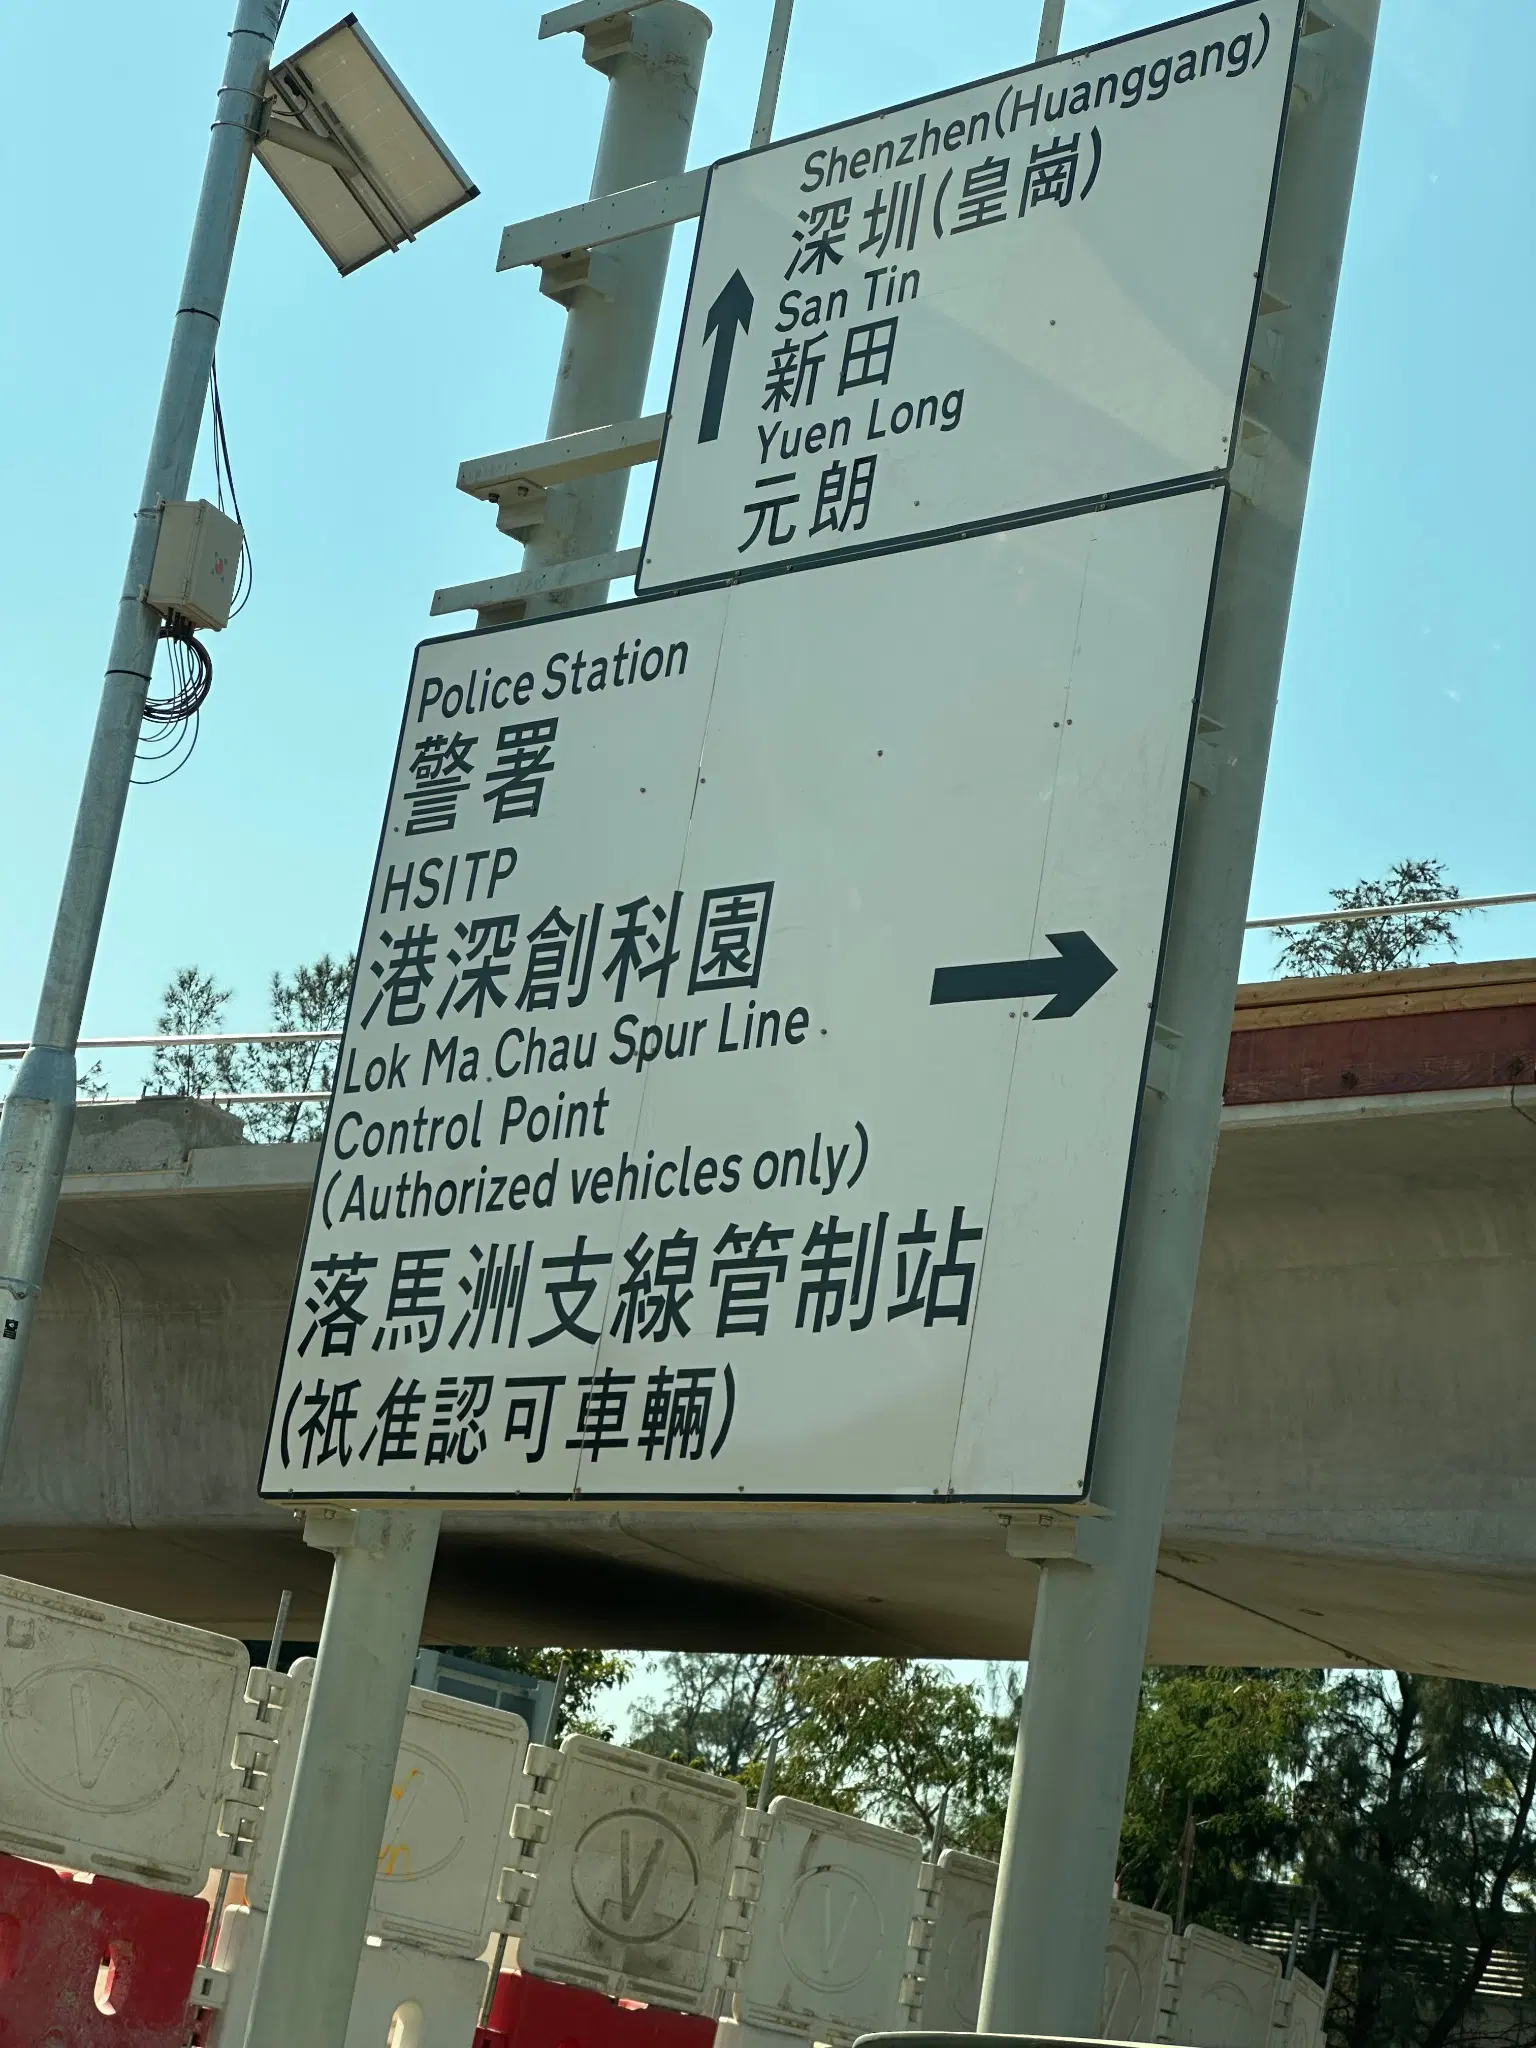 Shenzhen(Huanggang)
深圳(皇崗)
San Tin
新田
Yuen Long
元朗
Police Station
警署
HSITP
港深創科園
Lok Ma Chau Spur Line
Control Point
(Authorized vehicles only)
落馬洲支線管制站
(祇准認可車輛)